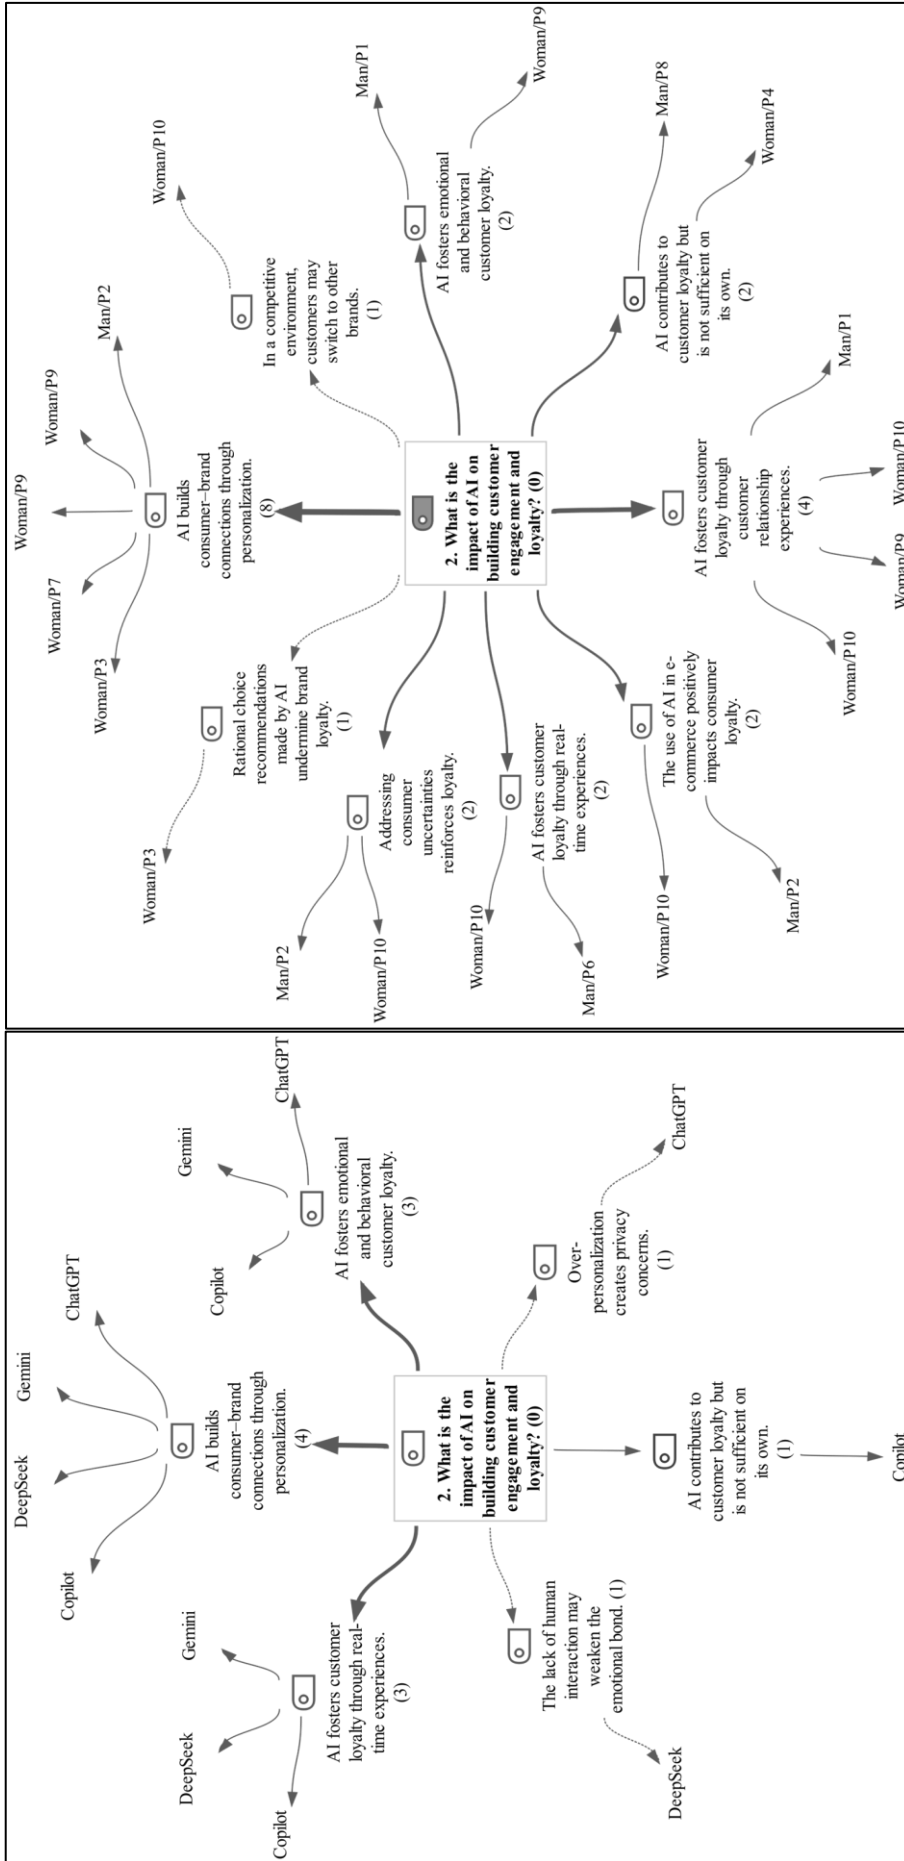 Woman/P9
Woman/P9
Man/P2
Woman/P7
Woman/P3
AI builds
consumer–brand
connections through
personalization.
(8)
Woman/P10
In a competitive
environment,
customers may
switch to other
brands.
(1)
Man/P1
Woman/P9
AI fosters emotional
and behavioral
customer loyalty.
(2)
Woman/P3
Rational choice
recommendations
made by AI
undermine brand
loyalty.
(1)
Man/P2
Woman/P10
Addressing
consumer
uncertainties
reinforces loyalty.
(2)
2. What is the
impact of AI on
building customer
engagement and
loyalty? (0)
Man/P8
Woman/P4
AI contributes to
customer loyalty but
is not sufficient on
its own.
(2)
Woman/P10
Man/P6
AI fosters customer
loyalty through real-
time experiences.
(2)
Woman/P10
Man/P2
The use of AI in e-
commerce positively
impacts consumer
loyalty.
(2)
AI fosters customer
loyalty through
customer
relationship
experiences.
(4)
Man/P1
Woman/P10
Woman/P9
Woman/P10
DeepSeek
Gemini
ChatGPT
Copilot
AI builds
consumer–brand
connections through
personalization.
(4)
Gemini
Copilot
ChatGPT
AI fosters emotional
and behavioral
customer loyalty.
(3)
Gemini
DeepSeek
Copilot
AI fosters customer
loyalty through real-
time experiences.
(3)
2. What is the
impact of AI on
building customer
engagement and
loyalty? (0)
Over-
personalization
creates privacy
concerns.
(1)
ChatGPT
The lack of human
interaction may
weaken the
emotional bond. (1)
DeepSeek
AI contributes to
customer loyalty but
is not sufficient on
its own.
(1)
Copilot